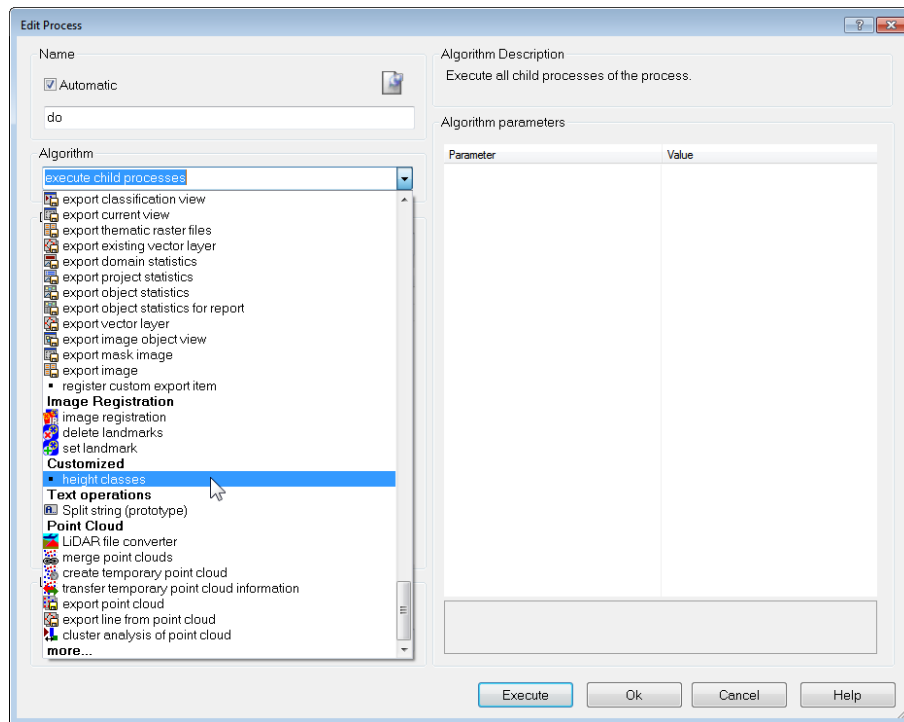 Edit Process
Name
Automatic
do
Algorithm
execute child processes
export classification view
export current view
export thematic raster files
export existing vector layer
export domain statistics
export project statistics
export object statistics
export object statistics for report
export vector layer
export image object view
export mask image
export image
register custom export item
Image Registration
image registration
delete landmarks
set landmark
Customized
height classes
Text operations
Split string (prototype)
Point Cloud
LiDAR file converter
merge point clouds
create temporary point cloud
transfer temporary point cloud information
export point cloud
export line from point cloud
cluster analysis of point cloud
more...
Algorithm Description
Execute all child processes of the process.
Algorithm parameters
Parameter Value
Execute Ok Cancel Help